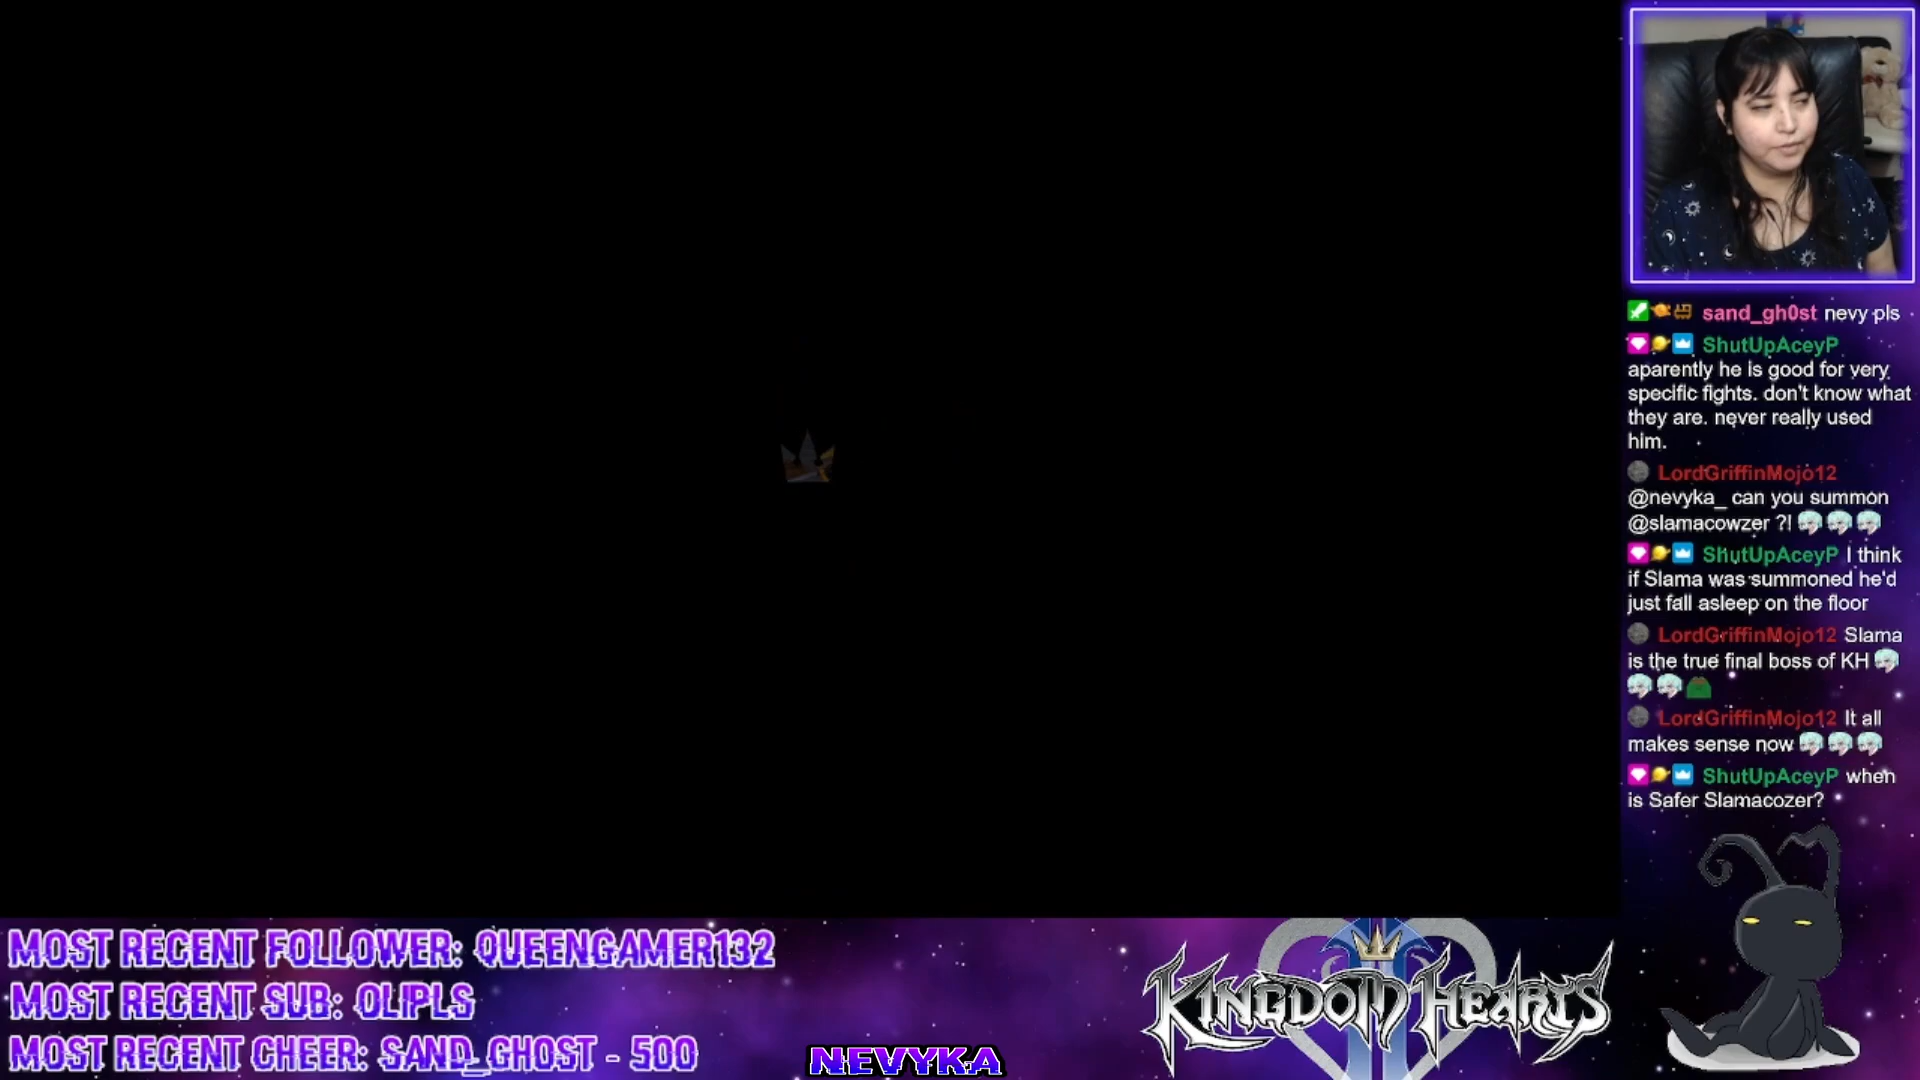 sand_gh0st nevy pls
ShutUpAceyP
aparently he is good for very
specific fights. don't know what
they are. never really used
him.
LordGriffinMojo12
@nevyka_ can you summon
@slamacowzer ?!
ShutUpAceyP I think
if Slama was summoned he'd
just fall asleep on the floor
LordGriffinMojo12 Slama
is the true final boss of KH
LordGriffinMojo12 It all
makes sense now
ShutUpAceyP when
is Safer Slamacozer?
MOST RECENT FOLLOWER: QUEENGAMER132
MOST RECENT SUB: OLIPLS
MOST RECENT CHEER: SAND_GH0ST - 500
NEVYKA
KINGDOM HEARTS
II